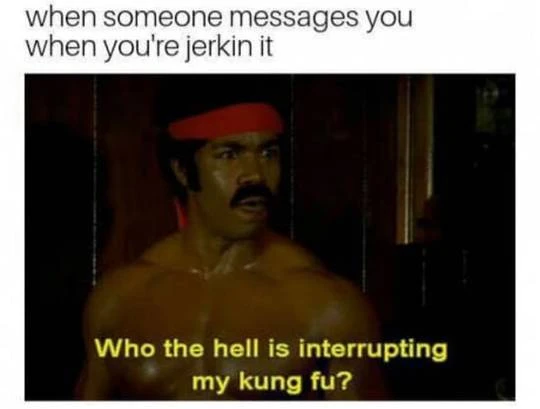 when someone messages you
when you're jerkin it
Who the hell is interrupting
my kung fu?